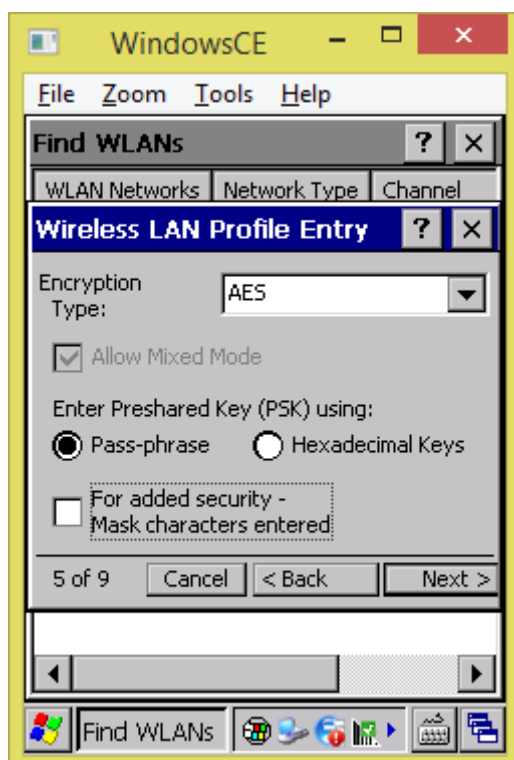 WindowsCE
File Zoom Tools Help
Find WLANs ? ×
WLAN Networks Network Type Channel
Wireless LAN Profile Entry ? ×
Encryption
Type:
AES
Allow Mixed Mode
Enter Preshared Key (PSK) using:
Pass-phrase Hexadecimal Keys
For added security -
Mask characters entered
5 of 9 Cancel < Back Next >
Find WLANs